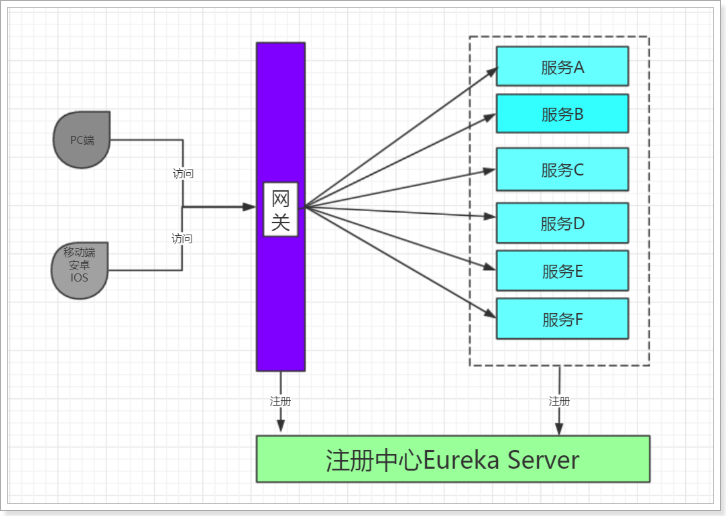 服务A
服务B
PC端
访问
服务C
网
关
服务D
访问
移动端
安卓
IOS
服务E
服务F
注册
注册
注册中心Eureka Server